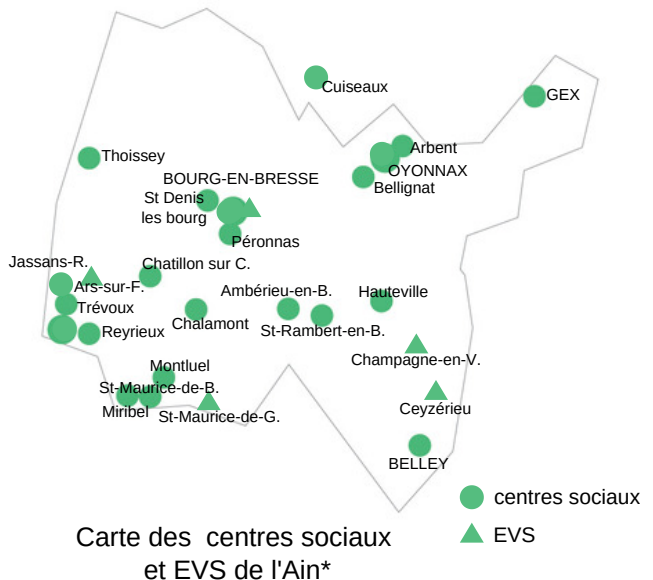 Cuiseaux
GEX
Arbent
Thoissey
OYONNAX
BOURG-EN-BRESSE
Bellignat
St Denis
les bourg
Péronnas
Jassans-R.
Chatillon sur C.
Ars-sur-F.
Ambérieu-en-B.
Hauteville
Trévoux
Chalamont
Reyrieux
St-Rambert-en-B.
Champagne-en-V.
Montluel
St-Maurice-de-B.
Ceyzérieu
Miribel
St-Maurice-de-G.
BELLEY
centres sociaux
EVS
Carte des centres sociaux
et EVS de l'Ain*